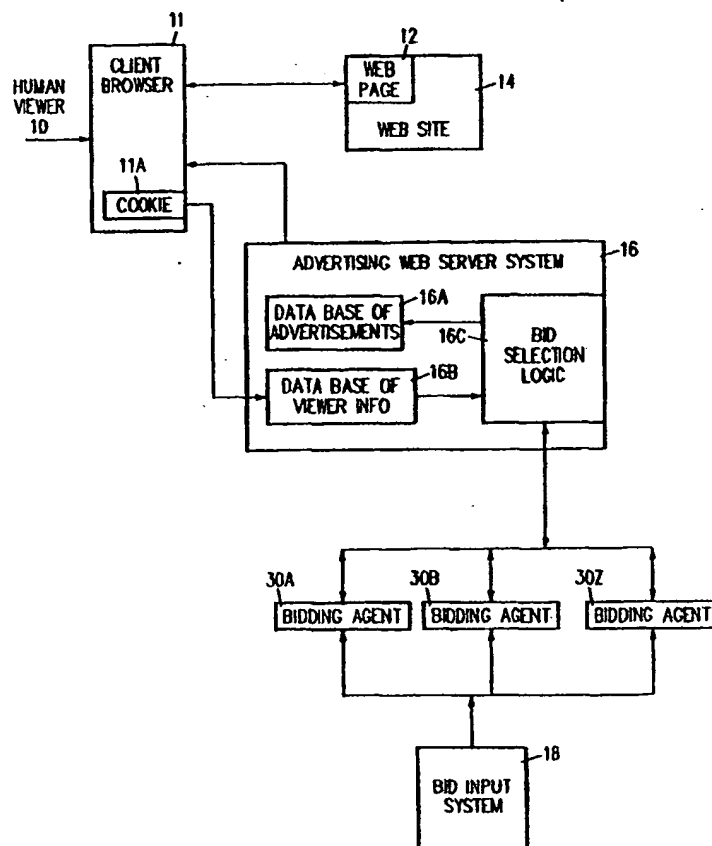 11
CLIENT
BROWSER
HUMAN
VIEWER
10
11A
COOKIE
12
WEB
PAGE
14
WEB SITE
ADVERTISING WEB SERVER SYSTEM
16
16A
DATA BASE OF
ADVERTISEMENTS
16B
DATA BASE OF
VIEWER INFO
16C
BID
SELECTION
LOGIC
30A
BIDDING AGENT
30B
BIDDING AGENT
30Z
BIDDING AGENT
18
BID INPUT
SYSTEM